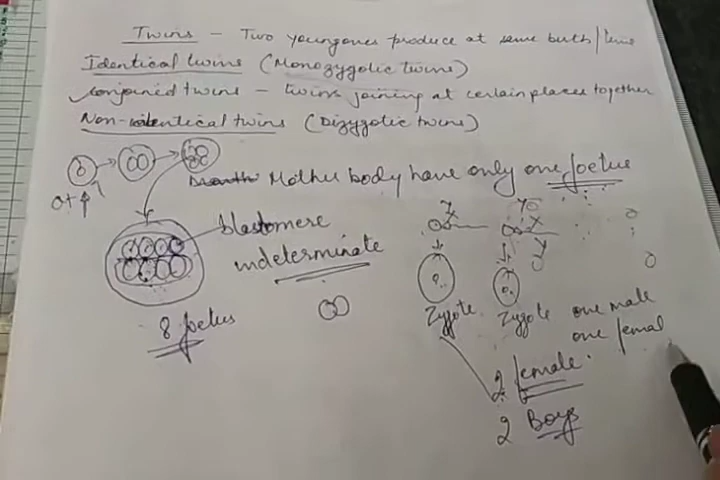 Twins – Two youngones produce at same birth/time
Identical twins (Monozygotic twins)
conjoined twins – twins joining at certain places together
Non-identical twins (Dizygotic twins)
Mother body have only one foetus
blastomere
indeterminate
8 foetus
X
X
Y
Zygote
Zygote
one male
one femal
2 female.
2 Boys